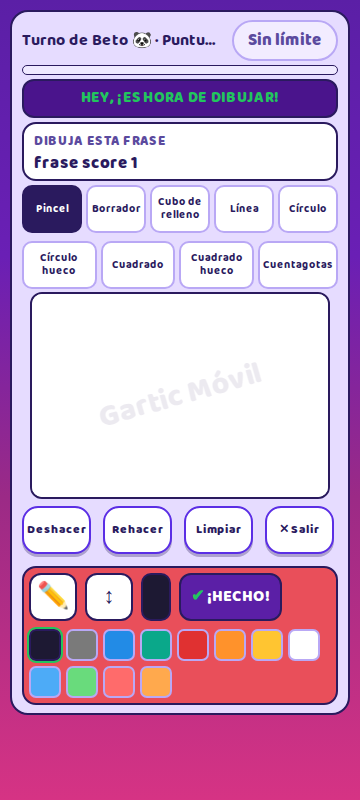 Turno de Beto 🐼 · Puntu...
Sin límite
HEY, ¡ES HORA DE DIBUJAR!
DIBUJA ESTA FRASE
frase score 1
Pincel
Borrador
Cubo de
relleno
Línea
Círculo
Círculo
hueco
Cuadrado
Cuadrado
hueco
Cuentagotas
Gartic Móvil
Deshacer
Rehacer
Limpiar
✕ Salir
✏️
↕
✔ ¡HECHO!